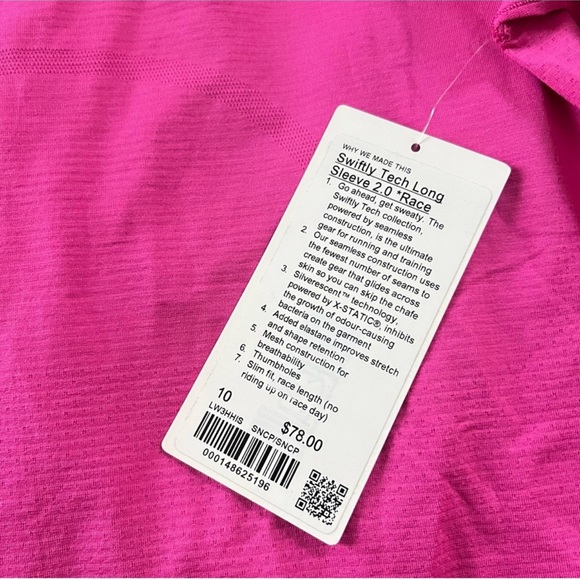 WHY WE MADE THIS
Swiftly Tech Long
Sleeve 2.0 *Race
1. Go ahead, get sweaty. The
Swiftly Tech collection,
powered by seamless
construction, is the ultimate
gear for running and training
2. Our seamless construction uses
the fewest number of seams to
create gear that glides across
skin so you can skip the chafe
3. Silverescent™ technology,
powered by X-STATIC®, inhibits
the growth of odour-causing
bacteria on the garment
4. Added elastane improves stretch
and shape retention
5. Mesh construction for
breathability
6. Thumbholes
7. Slim fit, race length (no
riding up on race day)
10
$78.00
LW3HHIS SNCP/SNCP
000148625196